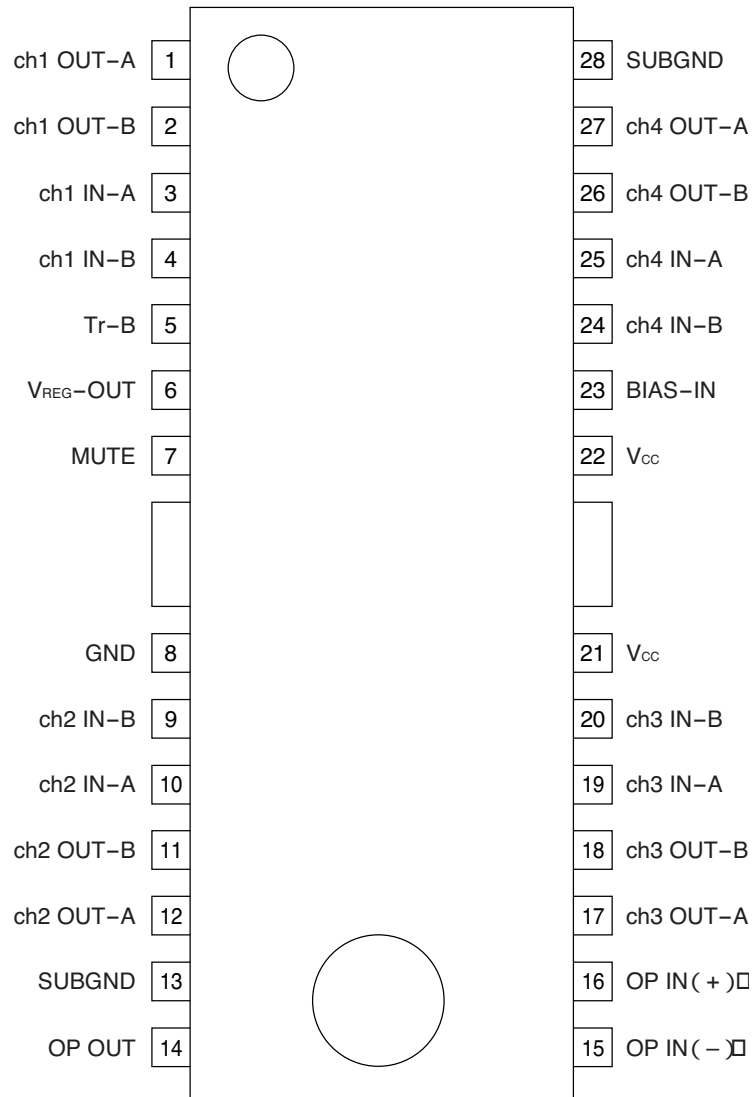 ch1 OUT−A 1
ch1 OUT−B 2
ch1 IN−A 3
ch1 IN−B 4
Tr−B 5
VREG−OUT 6
MUTE 7
GND 8
ch2 IN−B 9
ch2 IN−A 10
ch2 OUT−B 11
ch2 OUT−A 12
SUBGND 13
OP OUT 14
28 SUBGND
27 ch4 OUT−A
26 ch4 OUT−B
25 ch4 IN−A
24 ch4 IN−B
23 BIAS−IN
22 Vcc
21 Vcc
20 ch3 IN−B
19 ch3 IN−A
18 ch3 OUT−B
17 ch3 OUT−A
16 OP IN(+)
15 OP IN(−)